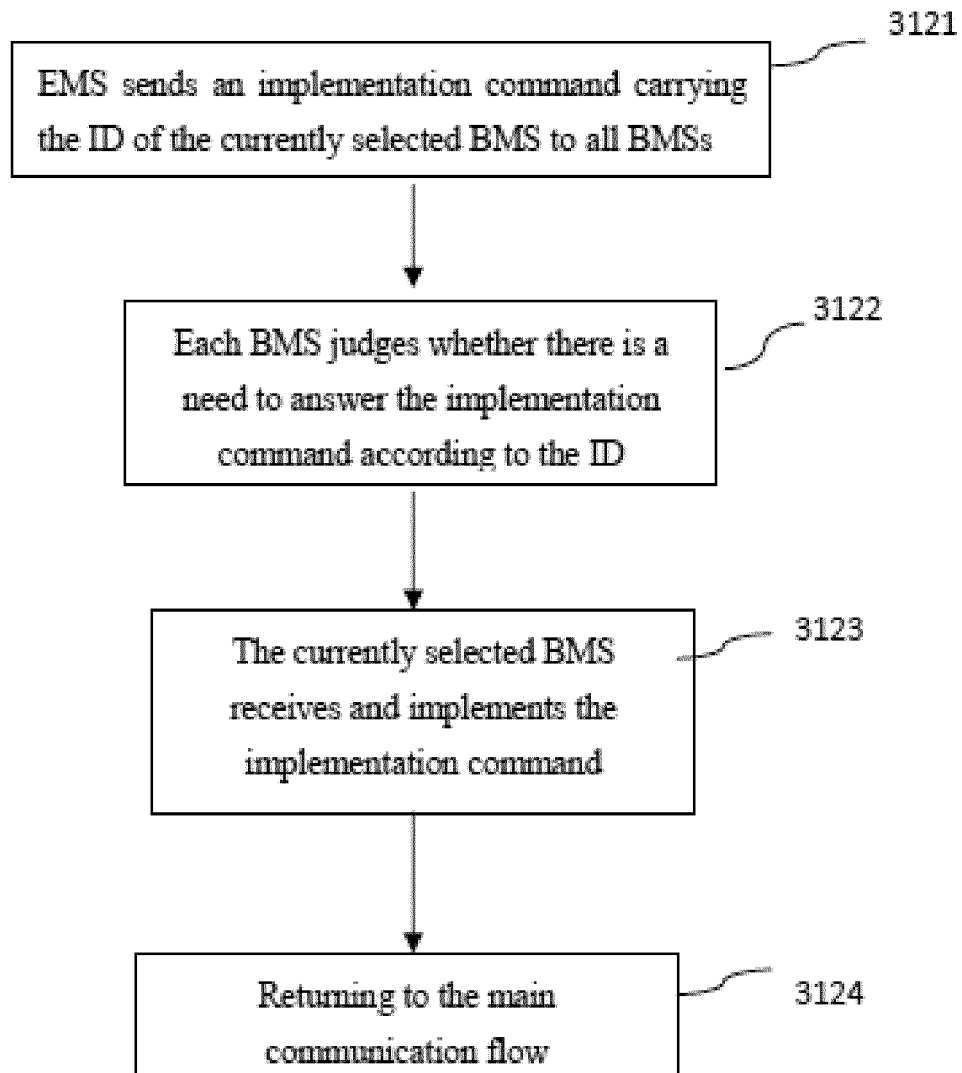 3121
EMS sends an implementation command carrying
the ID of the currently selected BMS to all BMSs
3122
Each BMS judges whether there is a
need to answer the implementation
command according to the ID
3123
The currently selected BMS
receives and implements the
implementation command
3124
Returning to the main
communication flow